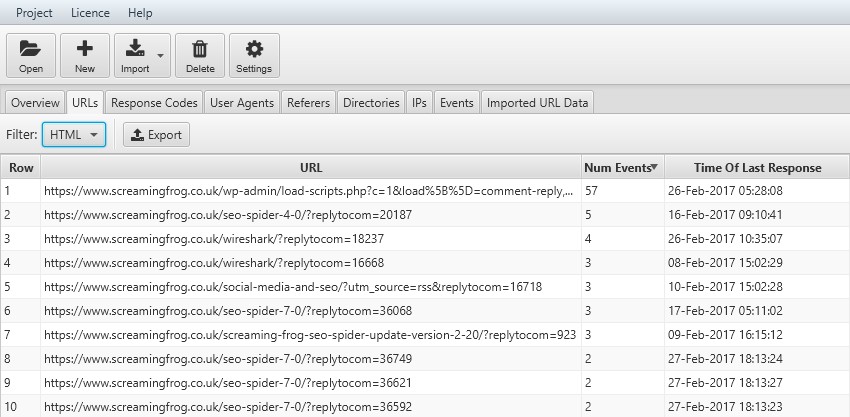 Project Licence Help
Open New Import Delete Settings
Overview URLs Response Codes User Agents Referers Directories IPs Events Imported URL Data
Filter: HTML Export
Row URL Num Events Time Of Last Response
1 https://www.screamingfrog.co.uk/wp-admin/load-scripts.php?c=1&load%5B%5D=comment-reply,... 57 26-Feb-2017 05:28:08
2 https://www.screamingfrog.co.uk/seo-spider-4-0/?replytocom=20187 5 16-Feb-2017 09:10:41
3 https://www.screamingfrog.co.uk/wireshark/?replytocom=18237 4 26-Feb-2017 10:35:07
4 https://www.screamingfrog.co.uk/wireshark/?replytocom=16668 3 08-Feb-2017 15:02:29
5 https://www.screamingfrog.co.uk/social-media-and-seo/?utm_source=rss&replytocom=16718 3 10-Feb-2017 15:02:28
6 https://www.screamingfrog.co.uk/seo-spider-7-0/?replytocom=36068 3 17-Feb-2017 05:11:02
7 https://www.screamingfrog.co.uk/screaming-frog-seo-spider-update-version-2-20/?replytocom=923 3 09-Feb-2017 16:15:12
8 https://www.screamingfrog.co.uk/seo-spider-7-0/?replytocom=36749 2 27-Feb-2017 18:13:24
9 https://www.screamingfrog.co.uk/seo-spider-7-0/?replytocom=36621 2 27-Feb-2017 18:13:27
10 https://www.screamingfrog.co.uk/seo-spider-7-0/?replytocom=36592 2 27-Feb-2017 18:13:23